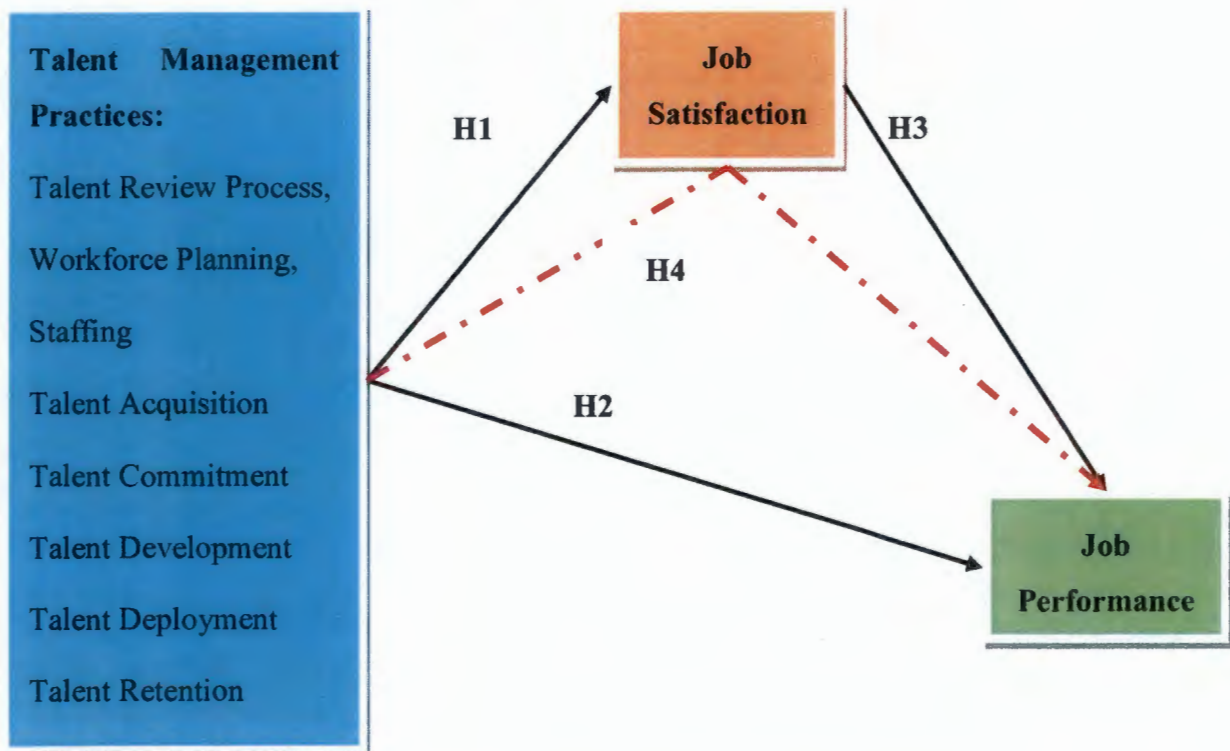 Talent Management
Practices:
Talent Review Process,
Workforce Planning,
Staffing
Talent Acquisition
Talent Commitment
Talent Development
Talent Deployment
Talent Retention
Job
Satisfaction
H1
H3
H4
H2
Job
Performance